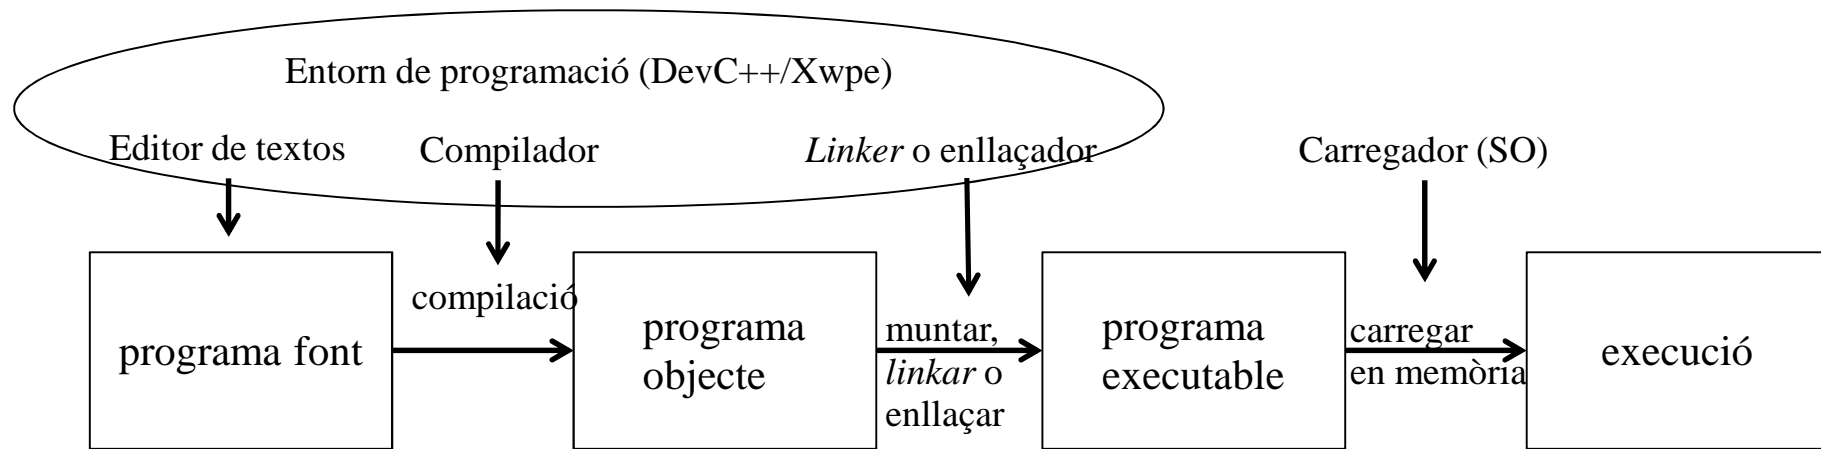 Entorn de programació (DevC++/Xwpe)
Editor de textos
Compilador
Linker o enllaçador
Carregador (SO)
programa font
compilació
programa
objecte
muntar,
linkar o
enllaçar
programa
executable
carregar
en memòria
execució